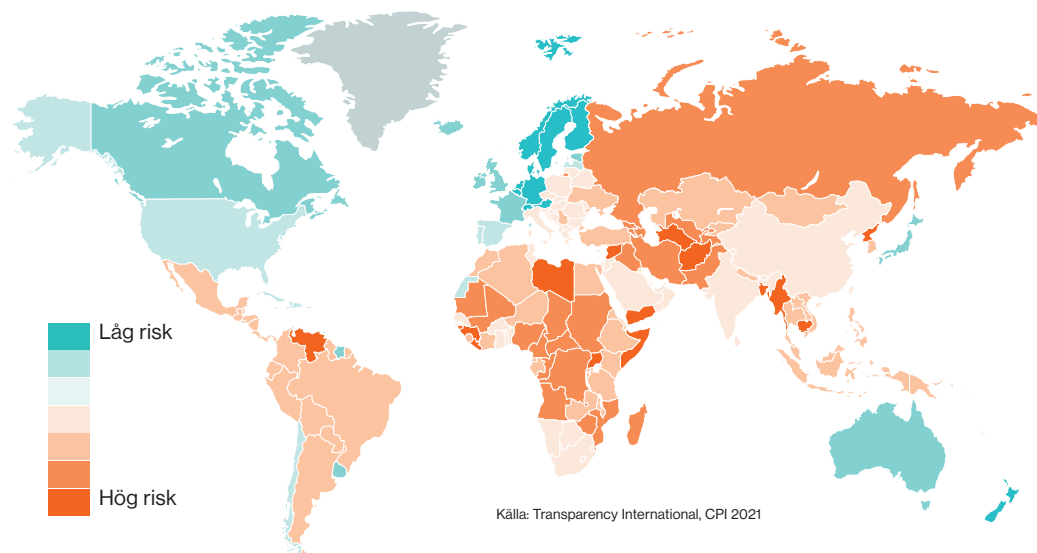 Låg risk
Hög risk
Källa: Transparency International, CPI 2021